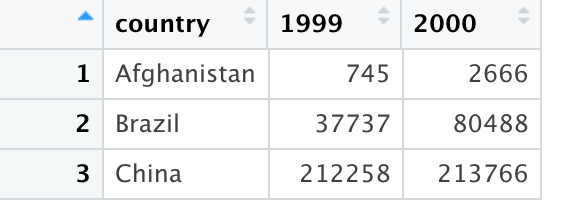 country 1999 2000
1 Afghanistan 745 2666
2 Brazil 37737 80488
3 China 212258 213766